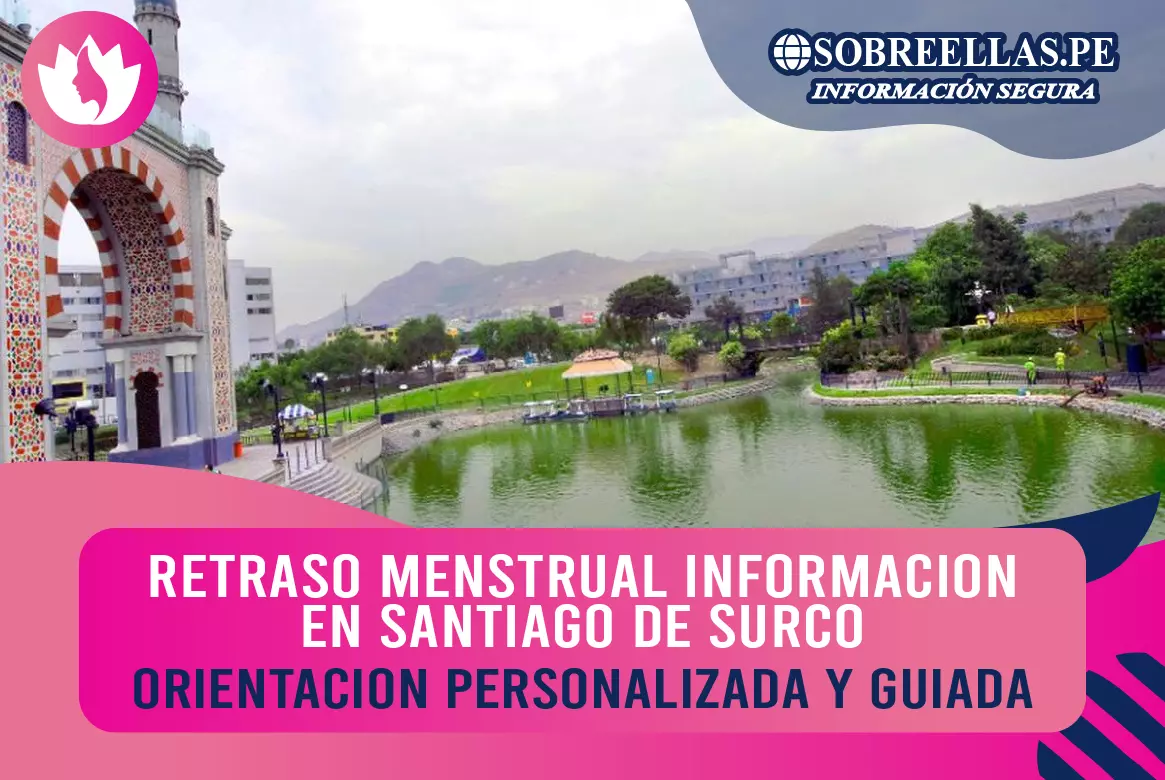 SOBREELLAS.PE
INFORMACIÓN SEGURA
RETRASO MENSTRUAL INFORMACION
EN SANTIAGO DE SURCO
ORIENTACION PERSONALIZADA Y GUIADA